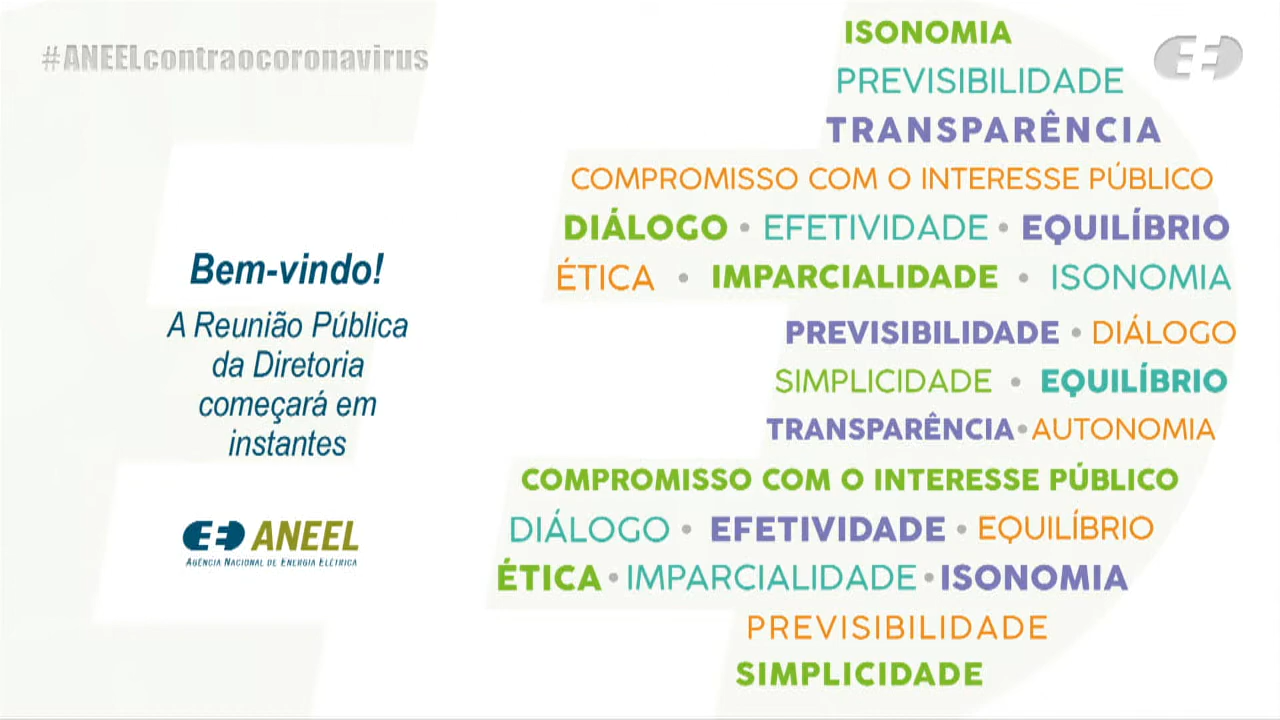 #ANEELcontraocoronavirus
Bem-vindo!
A Reunião Pública
da Diretoria
começará em
instantes
ANEEL
AGÊNCIA NACIONAL DE ENERGIA ELÉTRICA
ISONOMIA
PREVISIBILIDADE
TRANSPARÊNCIA
COMPROMISSO COM O INTERESSE PÚBLICO
DIÁLOGO • EFETIVIDADE • EQUILÍBRIO
ÉTICA • IMPARCIALIDADE • ISONOMIA
PREVISIBILIDADE • DIÁLOGO
SIMPLICIDADE • EQUILÍBRIO
TRANSPARÊNCIA • AUTONOMIA
COMPROMISSO COM O INTERESSE PÚBLICO
DIÁLOGO • EFETIVIDADE • EQUILÍBRIO
ÉTICA • IMPARCIALIDADE • ISONOMIA
PREVISIBILIDADE
SIMPLICIDADE